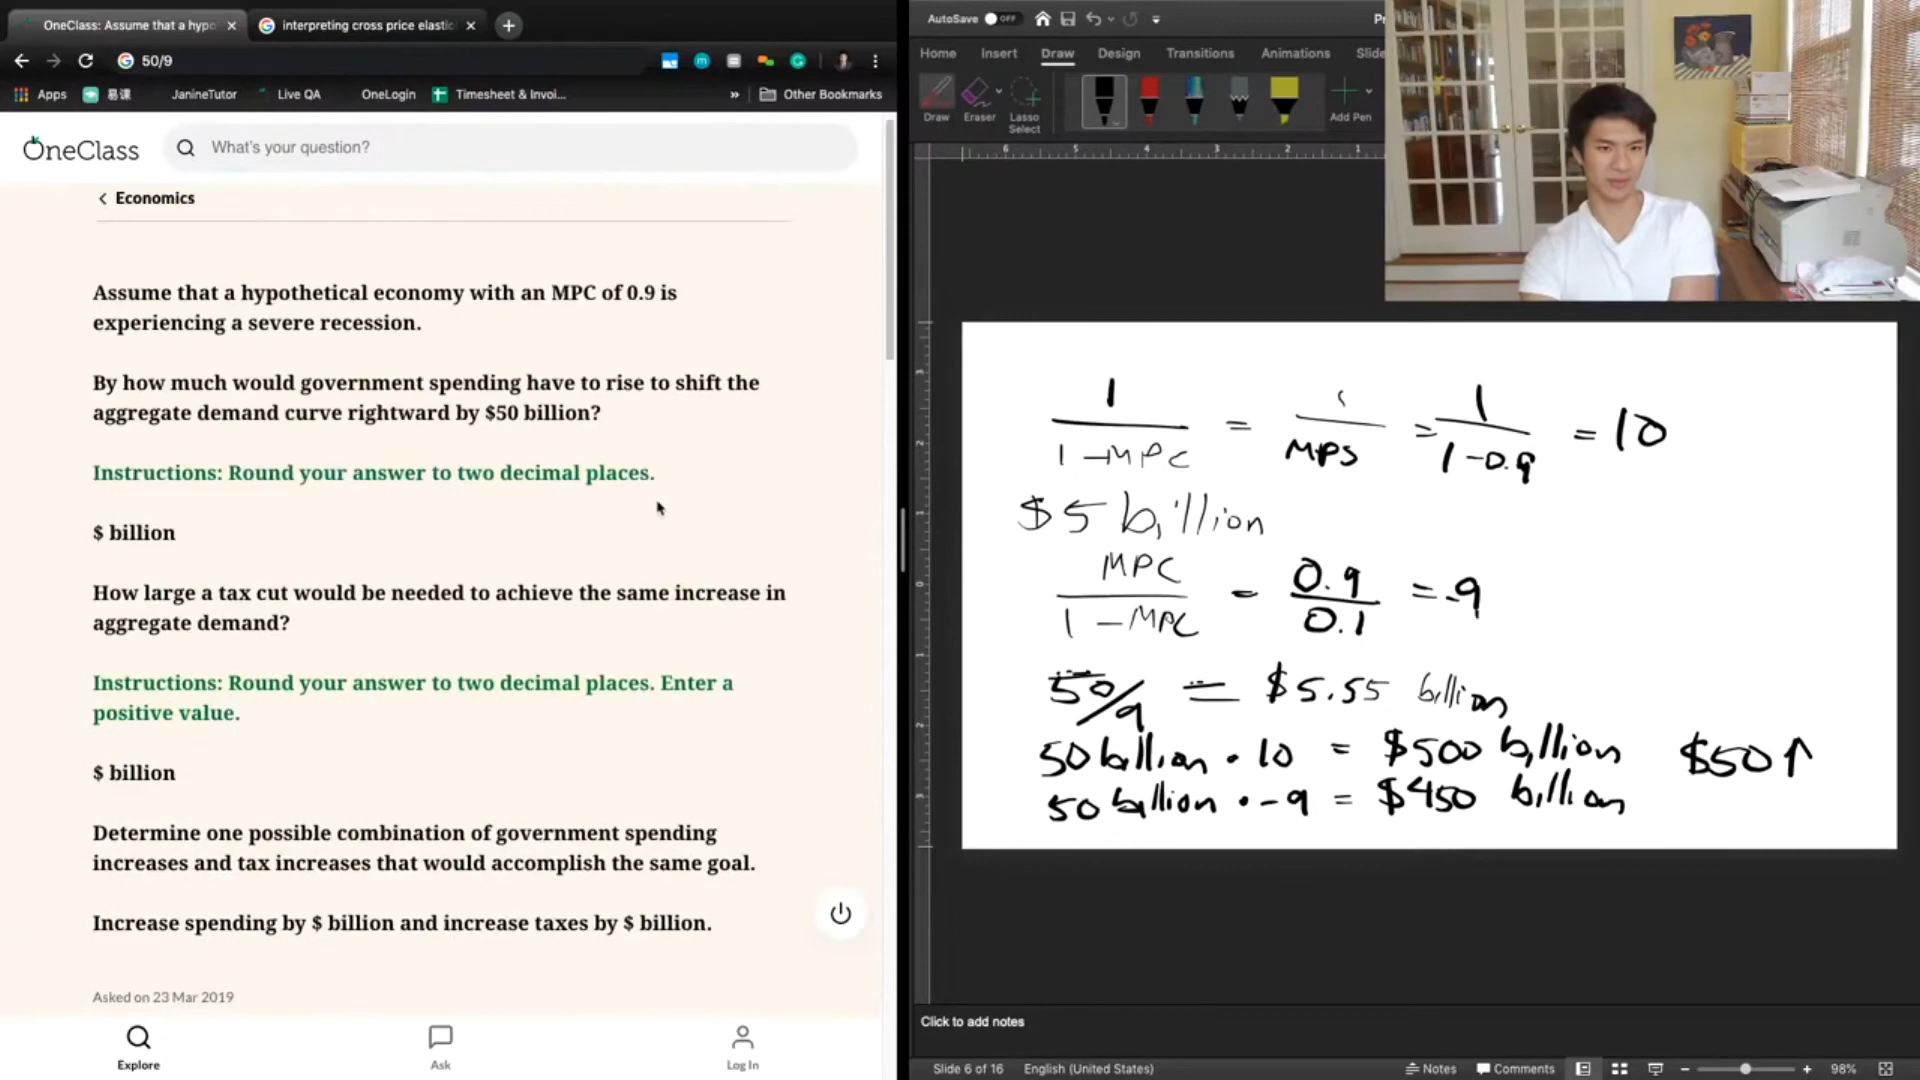 OneClass: Assume that a hypo
interpreting cross price elastic
50/9
Apps
易课
JanineTutor
Live QA
OneLogin
Timesheet & Invoi...
»
Other Bookmarks
OneClass
What's your question?
Economics
Assume that a hypothetical economy with an MPC of 0.9 is
experiencing a severe recession.
By how much would government spending have to rise to shift the
aggregate demand curve rightward by $50 billion?
Instructions: Round your answer to two decimal places.
$ billion
How large a tax cut would be needed to achieve the same increase in
aggregate demand?
Instructions: Round your answer to two decimal places. Enter a
positive value.
$ billion
Determine one possible combination of government spending
increases and tax increases that would accomplish the same goal.
Increase spending by $ billion and increase taxes by $ billion.
Asked on 23 Mar 2019
Explore
Ask
Log In
AutoSave OFF
Pr
Home Insert Draw Design Transitions Animations Slide
Draw Eraser Lasso Select Add Pen
6 5 4 3 2 1
1/(1-MPC) = 1/MPS = 1/(1-0.9) = 10
$5 billion
MPC/(1-MPC) = 0.9/0.1 = -9
50/9 = $5.55 billion
50 billion · 10 = $500 billion $50↑
50 billion · -9 = $450 billion
Click to add notes
Slide 6 of 16
English (United States)
Notes
Comments
98%